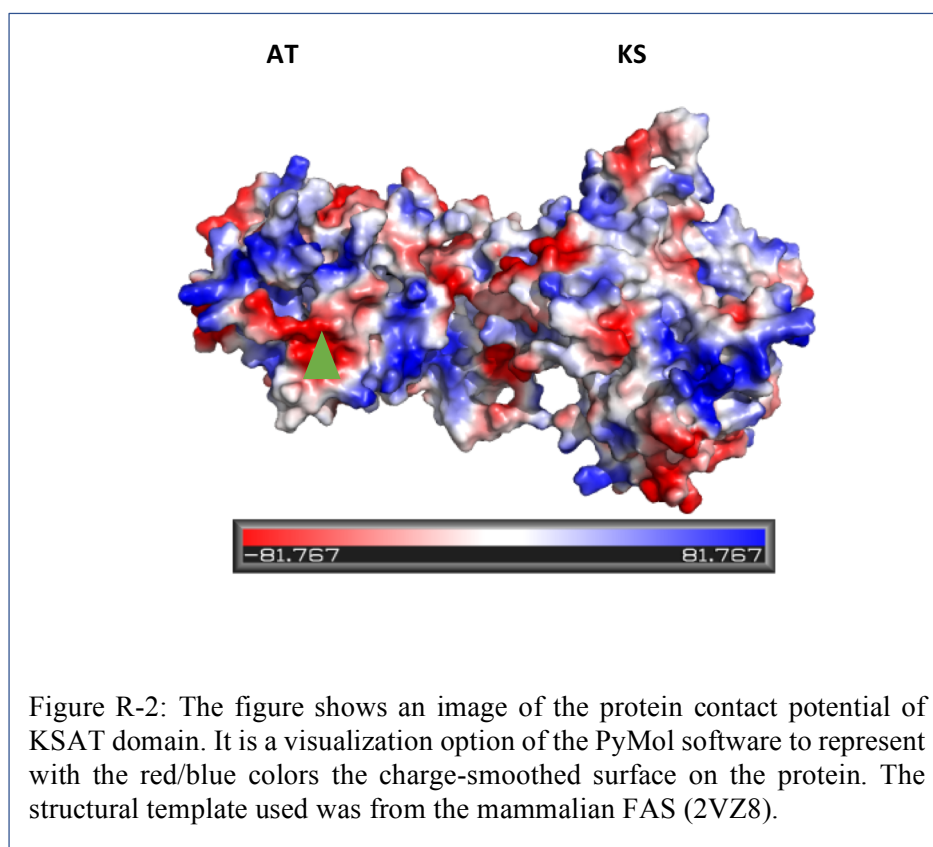 AT KS
-81.767 81.767
Figure R-2: The figure shows an image of the protein contact potential of
KSAT domain. It is a visualization option of the PyMol software to represent
with the red/blue colors the charge-smoothed surface on the protein. The
structural template used was from the mammalian FAS (2VZ8).